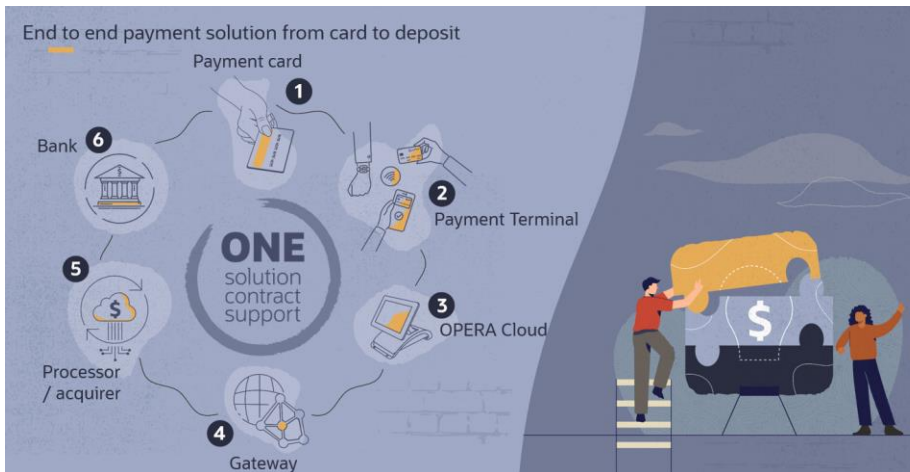 End to end payment solution from card to deposit
Payment card
1
2
Payment Terminal
3
OPERA Cloud
4
Gateway
5
Processor
/ acquirer
6
Bank
ONE
solution
contract
support
$
$
$